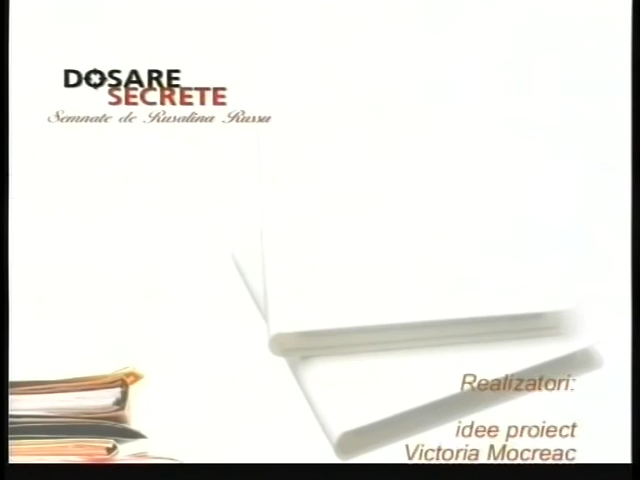 DOSARE
SECRETE
Semnate de Rusalina Russu
Realizatori:
idee proiect
Victoria Mocreac